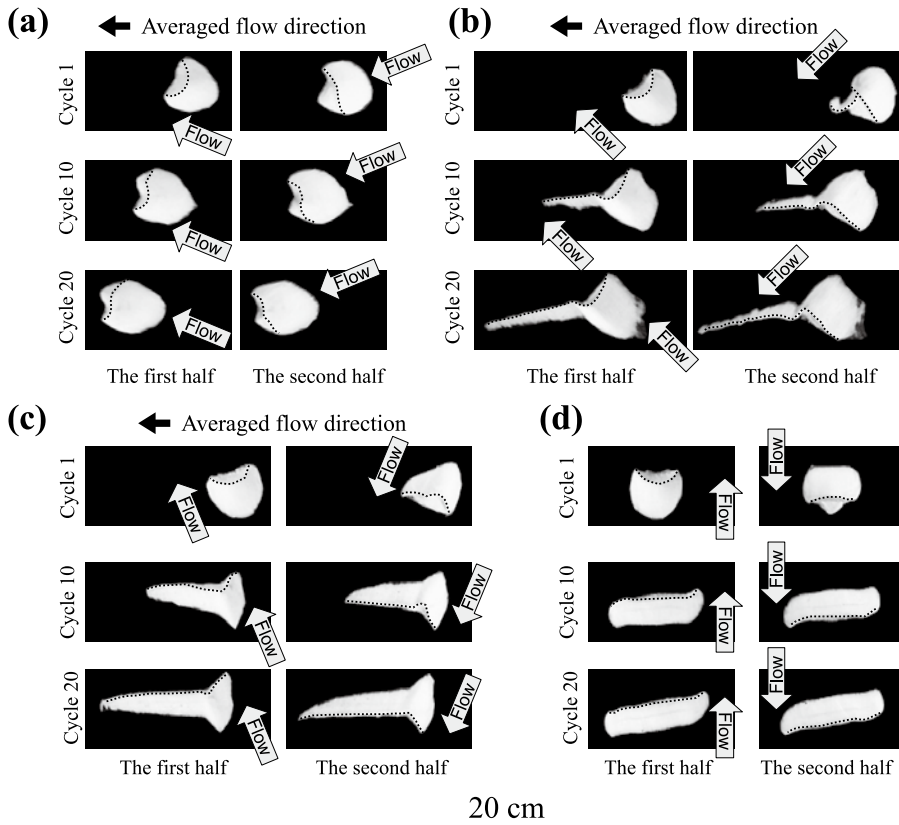 (a) Averaged flow direction
Cycle 1
Flow
Flow
Cycle 10
Flow
Flow
Cycle 20
Flow
Flow
The first half The second half
(b) Averaged flow direction
Cycle 1
Flow
Flow
Cycle 10
Flow
Flow
Cycle 20
Flow
Flow
The first half The second half
(c) Averaged flow direction
Cycle 1
Flow
Flow
Cycle 10
Flow
Flow
Cycle 20
Flow
Flow
The first half The second half
(d)
Cycle 1
Flow
Flow
Cycle 10
Flow
Flow
Cycle 20
Flow
Flow
The first half The second half
20 cm